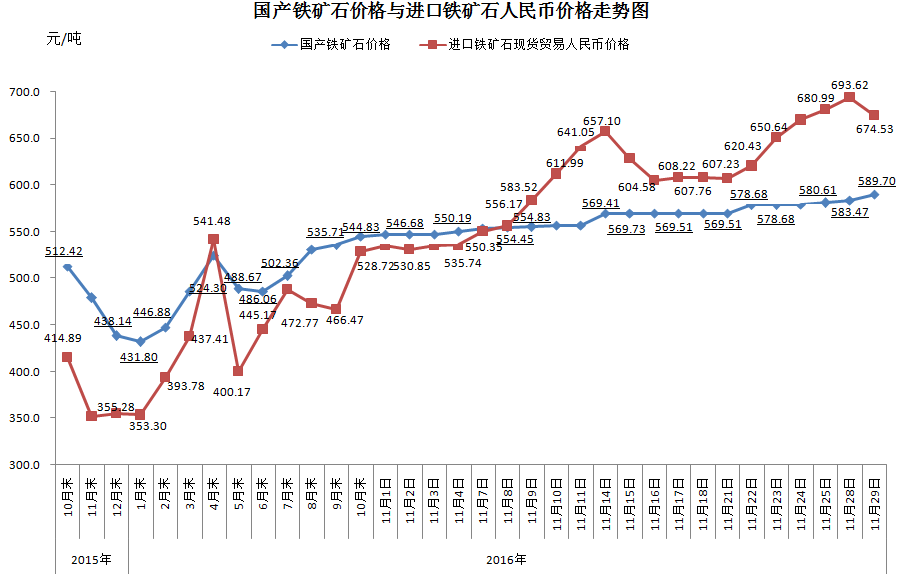 国产铁矿石价格与进口铁矿石人民币价格走势图
元/吨
国产铁矿石价格 进口铁矿石现货贸易人民币价格
700.0
650.0
600.0
550.0
500.0
450.0
400.0
350.0
300.0
512.42
438.14
431.80
446.88
524.30
488.67
486.06
502.36
535.71
544.83
546.68
550.19
554.45
554.83
569.41
569.73
569.51
569.51
578.68
578.68
580.61
583.47
589.70
414.89
355.28
353.30
393.78
437.41
541.48
400.17
445.17
472.77
466.47
528.72
530.85
535.74
550.35
556.17
583.52
611.99
641.05
657.10
604.58
608.22
607.76
607.23
620.43
650.64
680.99
693.62
674.53
10月末
11月末
12月末
1月末
2月末
3月末
4月末
5月末
6月末
7月末
8月末
9月末
10月末
11月1日
11月2日
11月3日
11月4日
11月7日
11月8日
11月9日
11月10日
11月11日
11月14日
11月15日
11月16日
11月17日
11月18日
11月21日
11月22日
11月23日
11月24日
11月25日
11月28日
11月29日
2015年 2016年